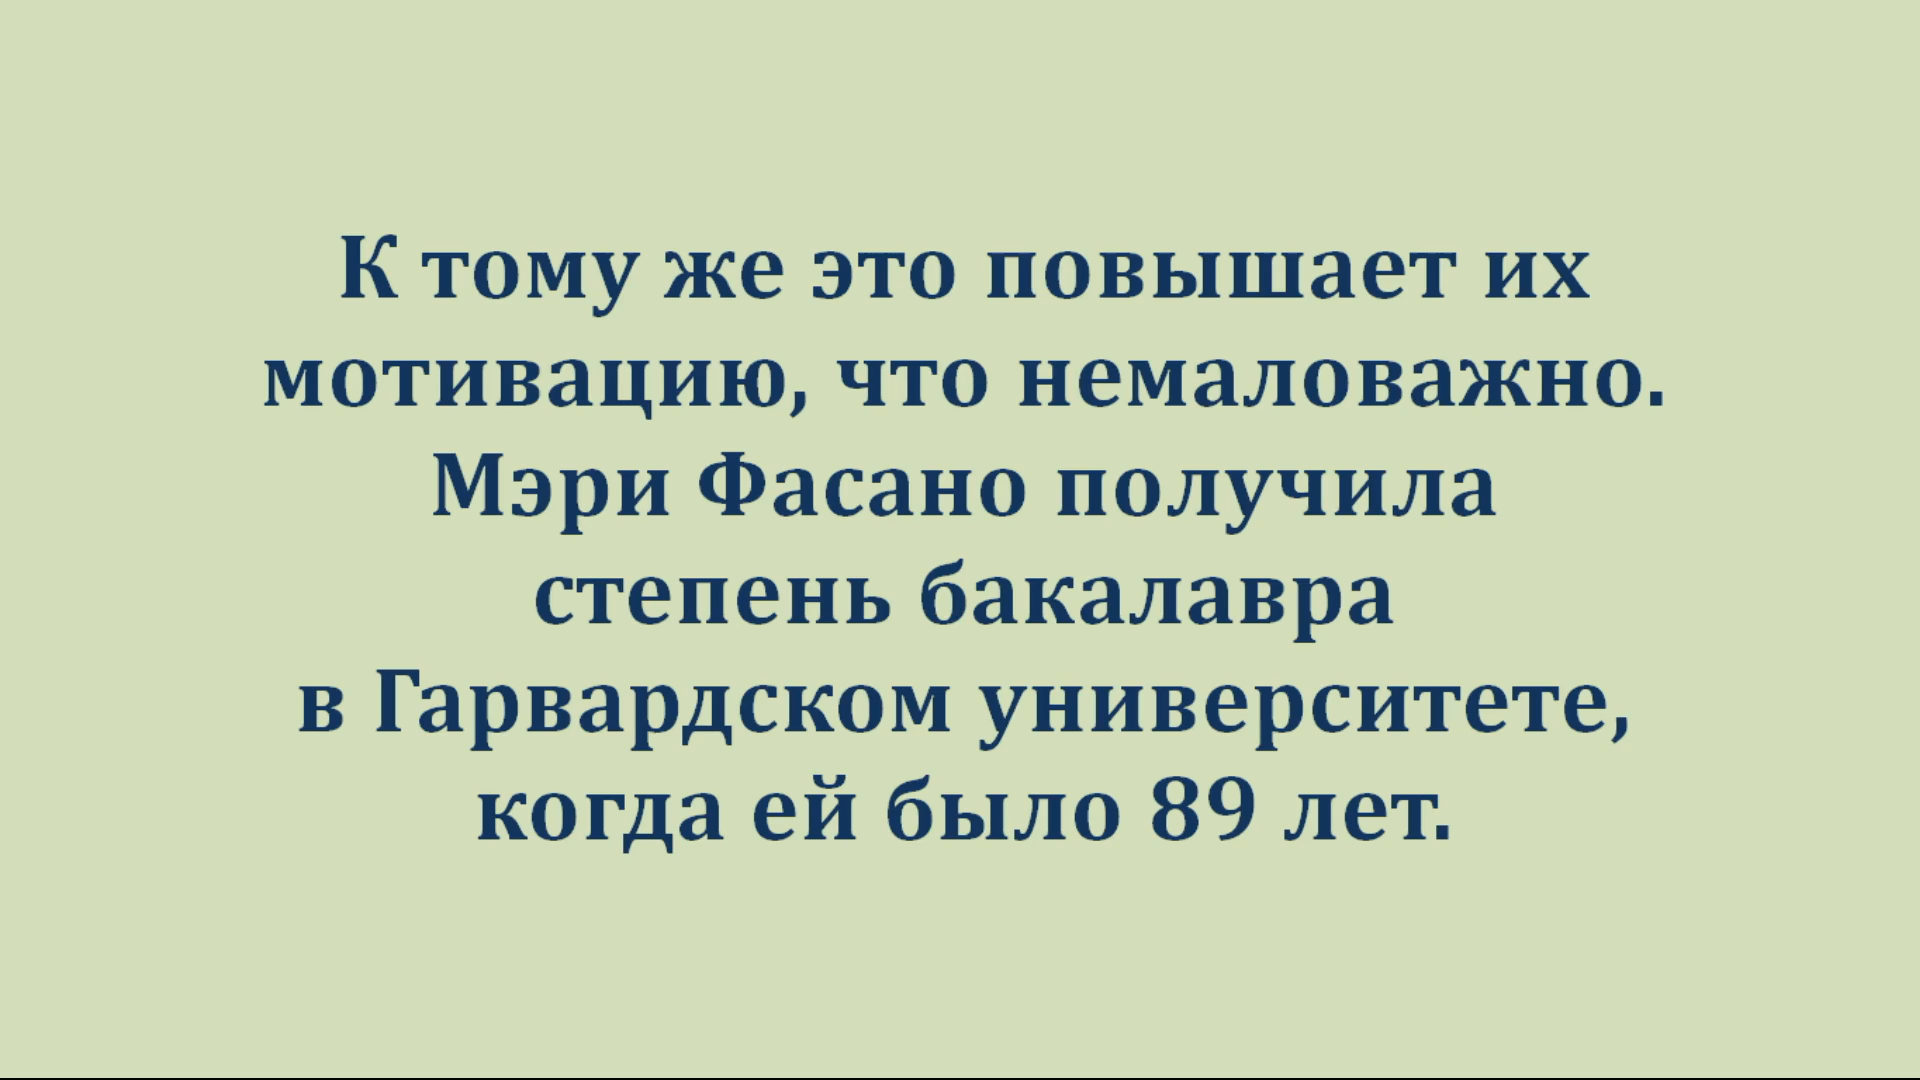 К тому же это повышает их
мотивацию, что немаловажно.
Мэри Фасано получила
степень бакалавра
в Гарвардском университете,
когда ей было 89 лет.